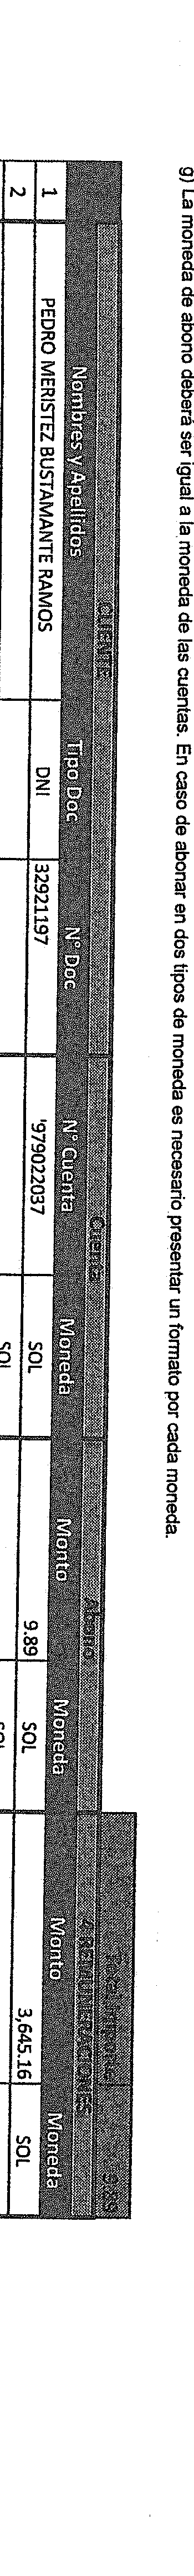 g) La moneda de abono deberá ser igual a la moneda de las cuentas. En caso de abonar en dos tipos de moneda es necesario presentar un formato por cada moneda.
Total Importe 9.89
CLIENTE Cuenta Abono 4 REMUNERACIONES
Nombres y Apellidos Tipo Doc N° Doc N° Cuenta Moneda Monto Moneda Monto Moneda
1 PEDRO MERISTEZ BUSTAMANTE RAMOS DNI 32921197 '979022037 SOL 9.89 SOL 3,645.16 SOL
2 SOL SOL